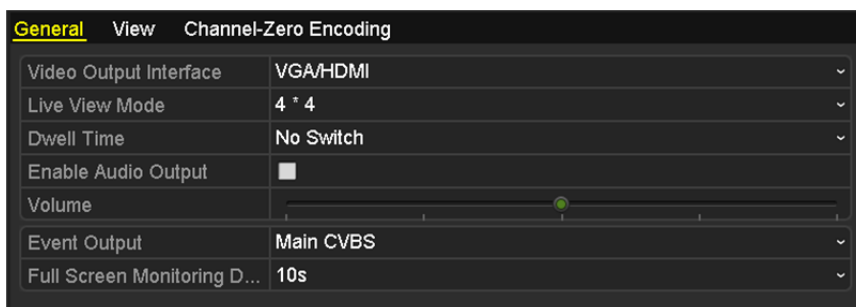 General View Channel-Zero Encoding
Video Output Interface VGA/HDMI
Live View Mode 4 * 4
Dwell Time No Switch
Enable Audio Output
Volume
Event Output Main CVBS
Full Screen Monitoring D... 10s